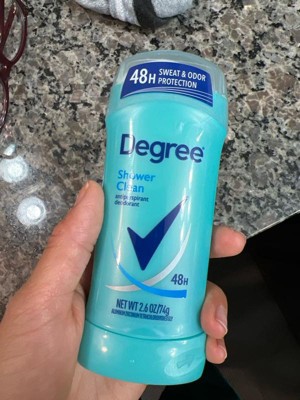 48H SWEAT & ODOR
PROTECTION
Degree
Shower
Clean
antiperspirant
deodorant
48H
NET WT 2.6 OZ/74g